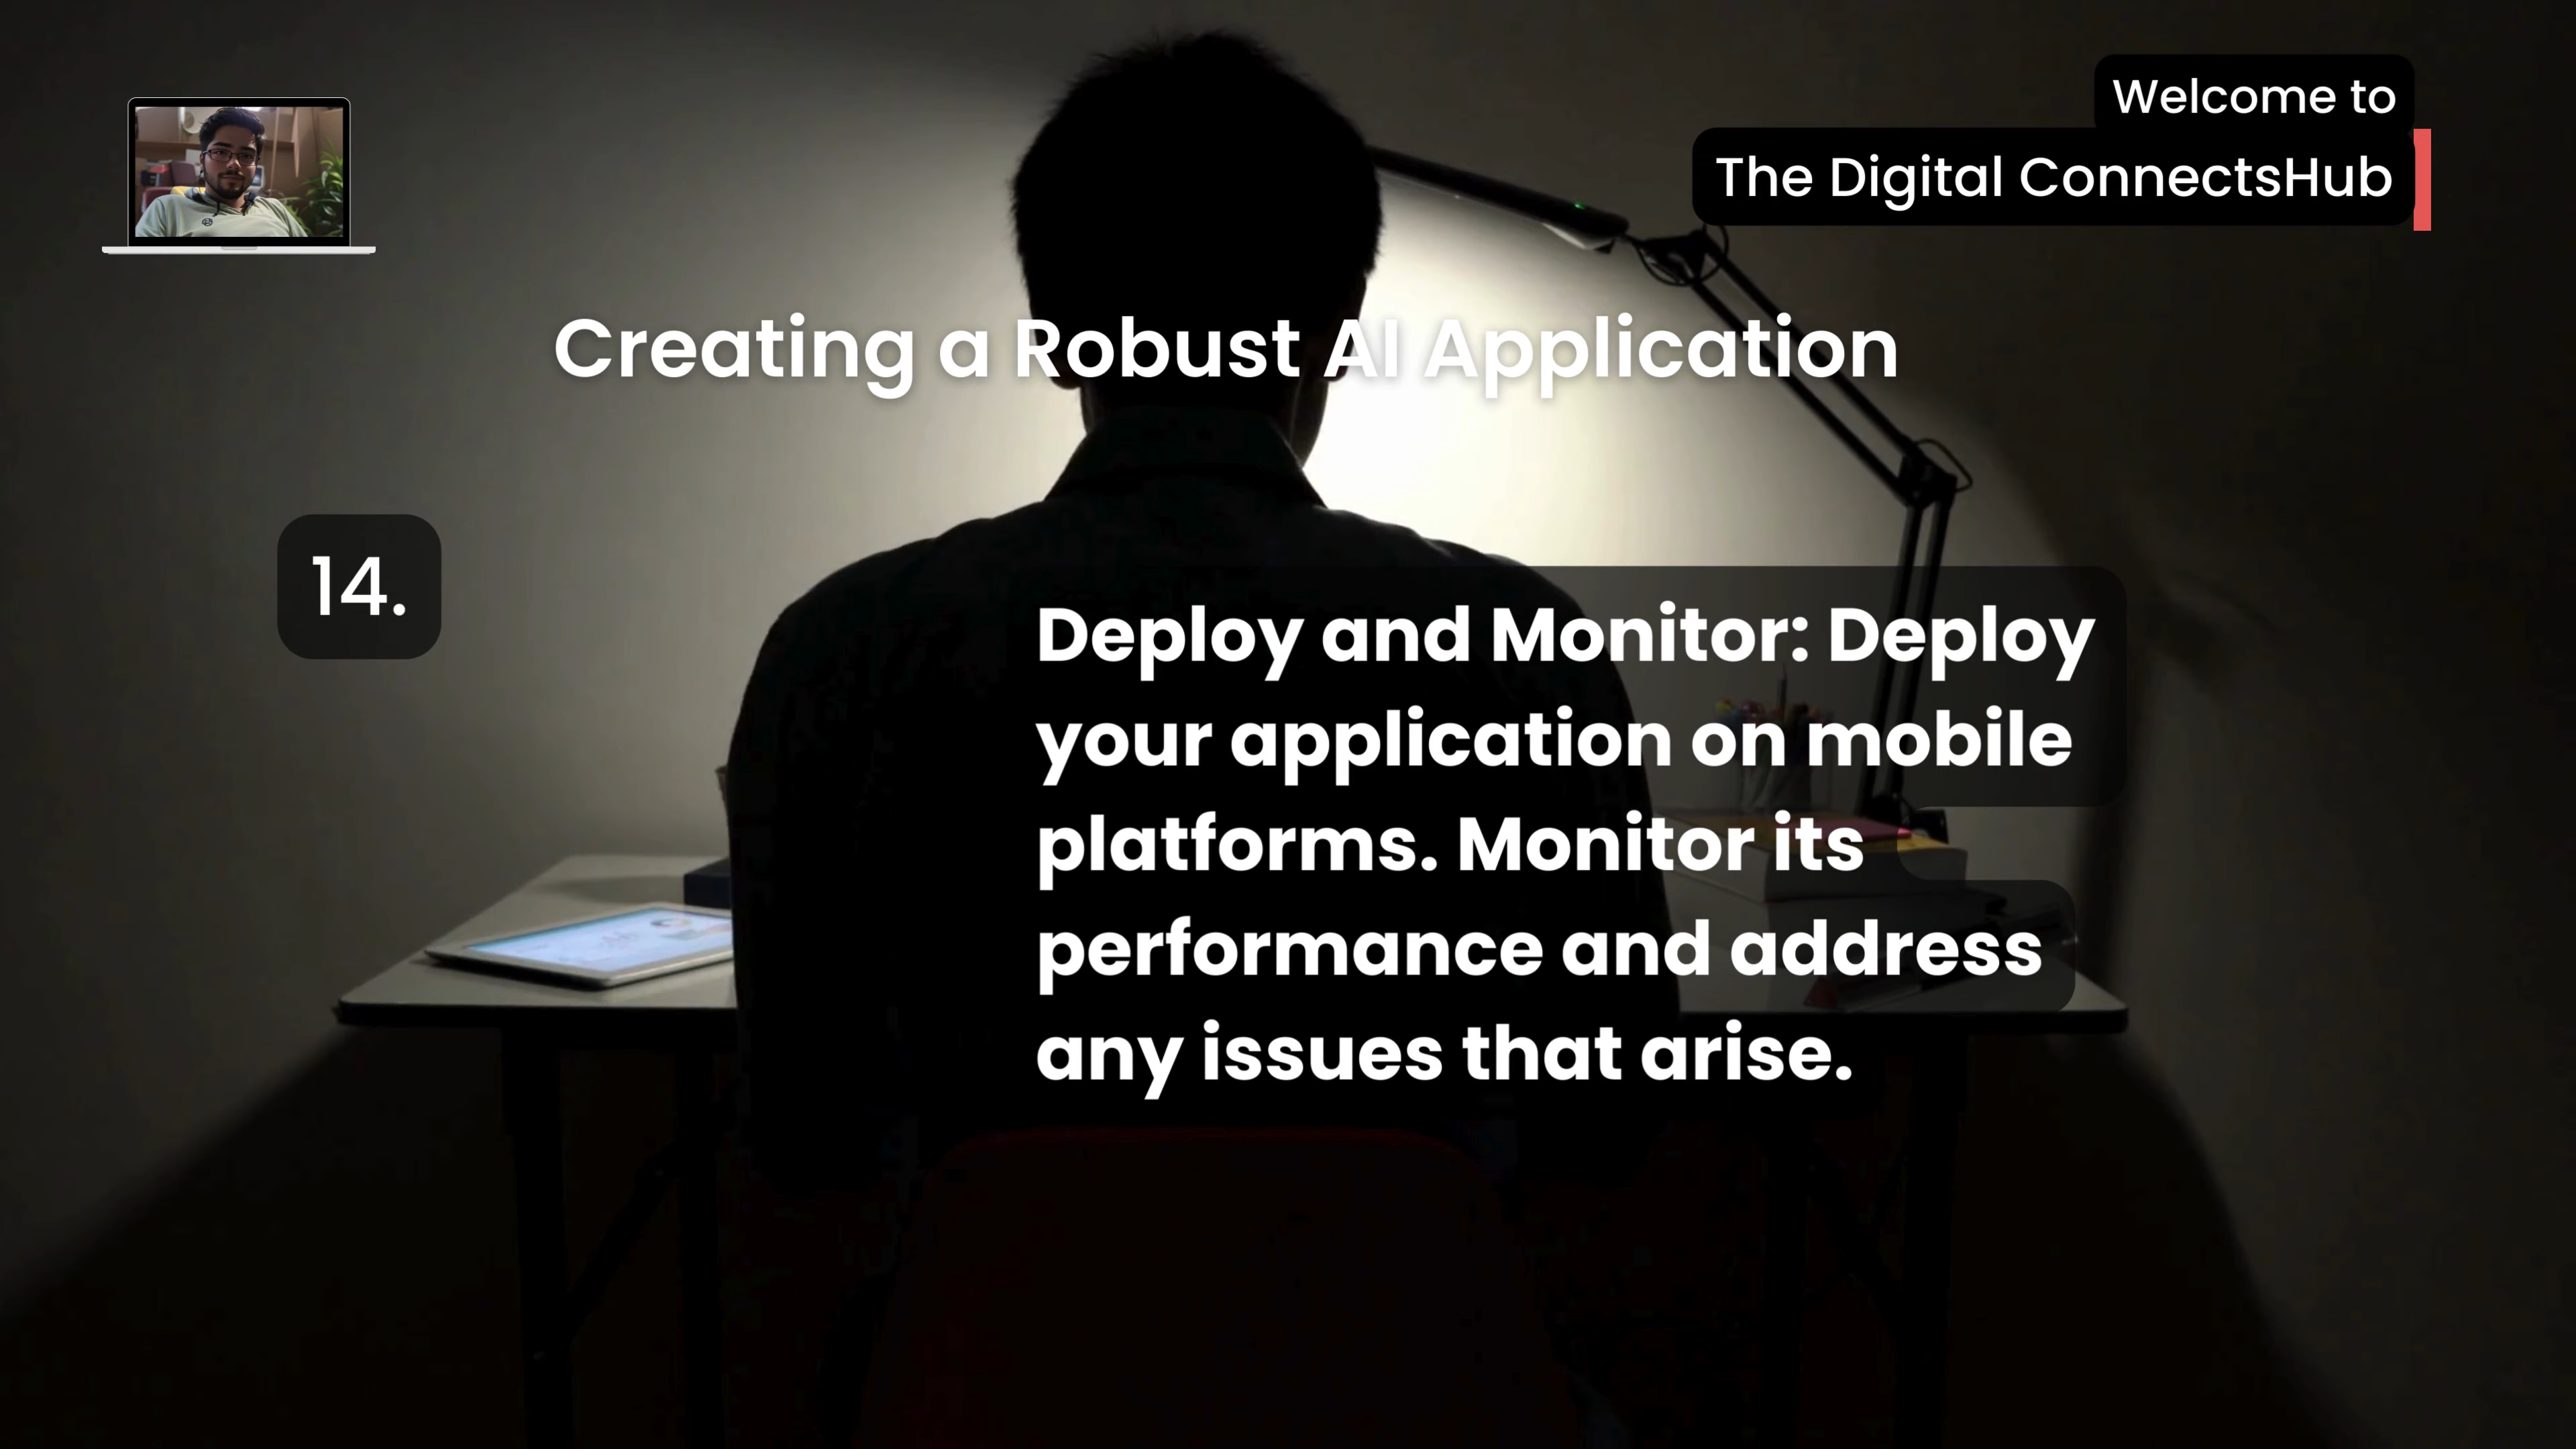 Welcome to
The Digital ConnectsHub
Creating a Robust AI Application
14.
Deploy and Monitor: Deploy
your application on mobile
platforms. Monitor its
performance and address
any issues that arise.